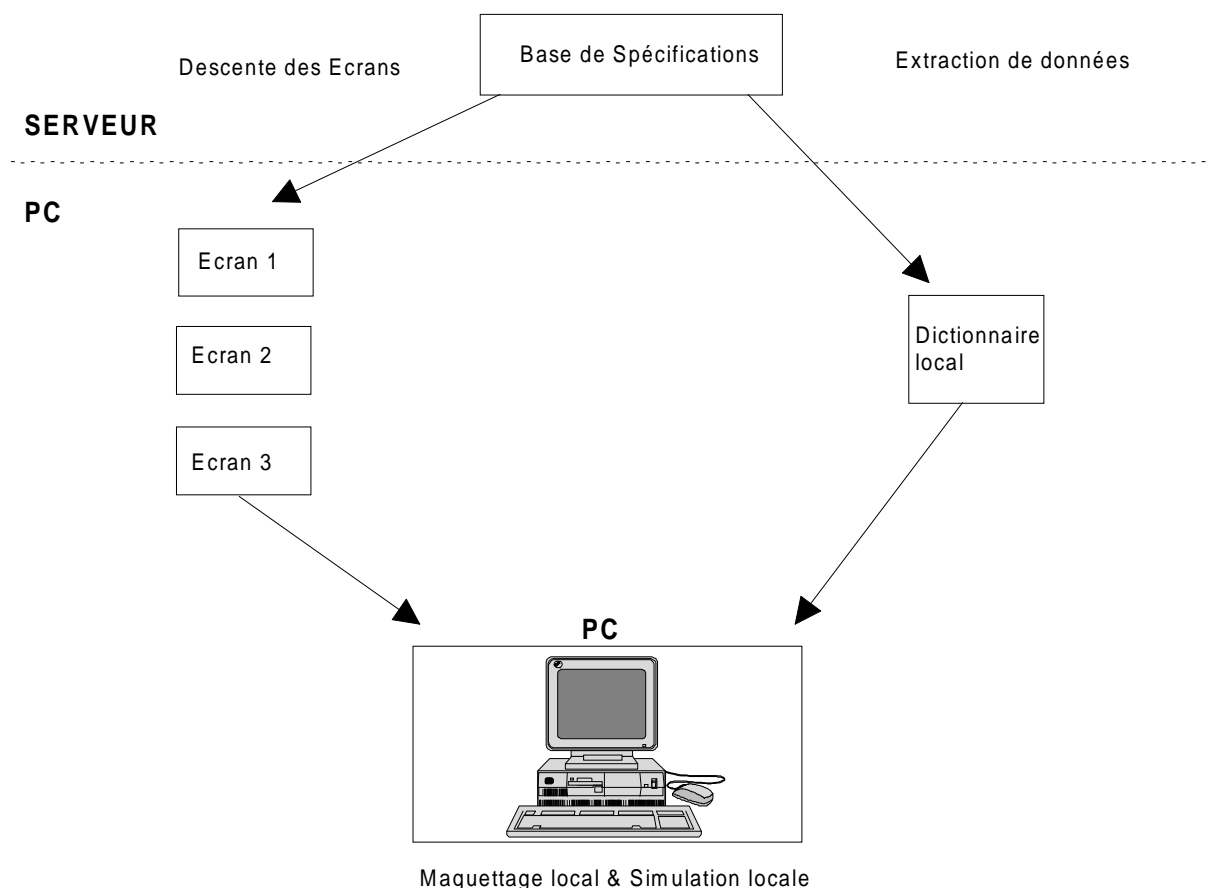 Descente des Ecrans
Base de Spécifications
Extraction de données
SERVEUR
PC
Ecran 1
Ecran 2
Ecran 3
Dictionnaire
local
PC
Maquettage local & Simulation locale